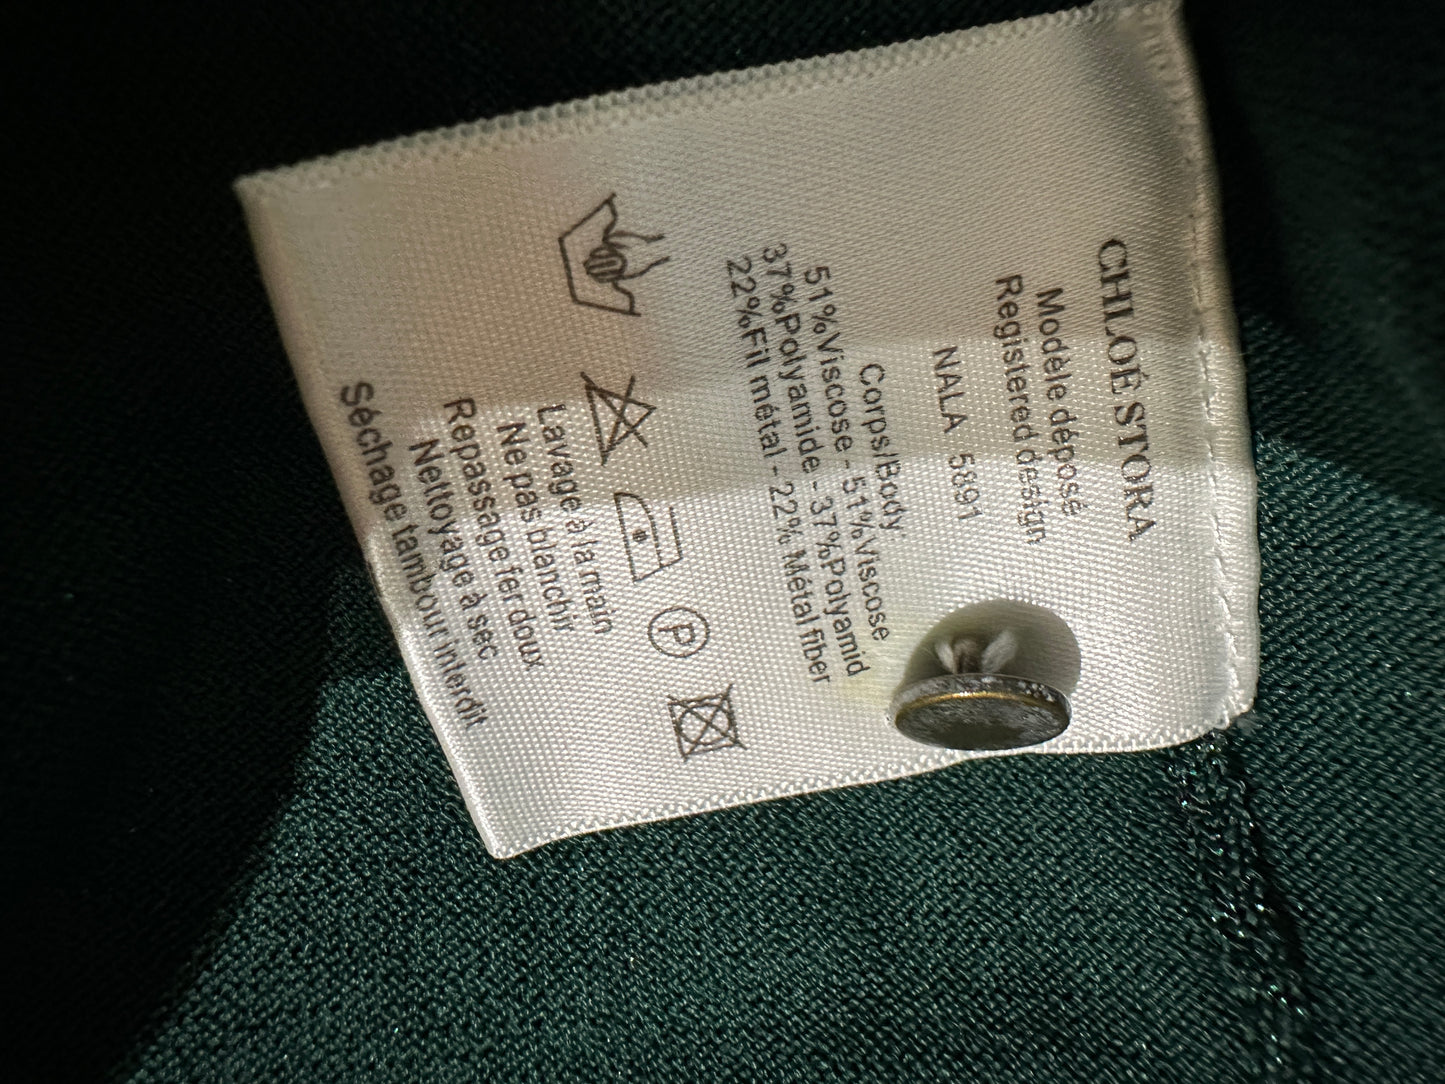 CHLOÉ STORA
Modèle déposé
Registered design
NALA 5891
Corps/Body
51%Viscose - 51%Viscose
37%Polyamide - 37%Polyamid
22%Fil métal - 22% Métal fiber
P
Lavage à la main
Ne pas blanchir
Repassage fer doux
Nettoyage à sec
Séchage tambour interdit